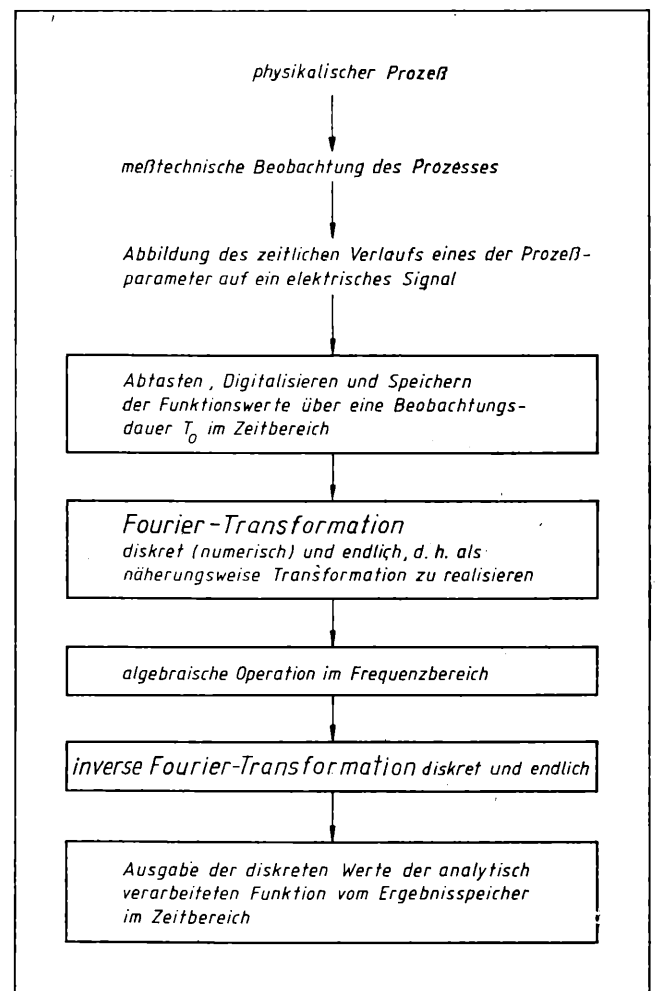 physikalischer Prozeß
meßtechnische Beobachtung des Prozesses
Abbildung des zeitlichen Verlaufs eines der Prozeß-
parameter auf ein elektrisches Signal
Abtasten, Digitalisieren und Speichern
der Funktionswerte über eine Beobachtungs-
dauer T₀ im Zeitbereich
Fourier-Transformation
diskret (numerisch) und endlich, d. h. als
näherungsweise Transformation zu realisieren
algebraische Operation im Frequenzbereich
inverse Fourier-Transformation diskret und endlich
Ausgabe der diskreten Werte der analytisch
verarbeiteten Funktion vom Ergebnisspeicher
im Zeitbereich